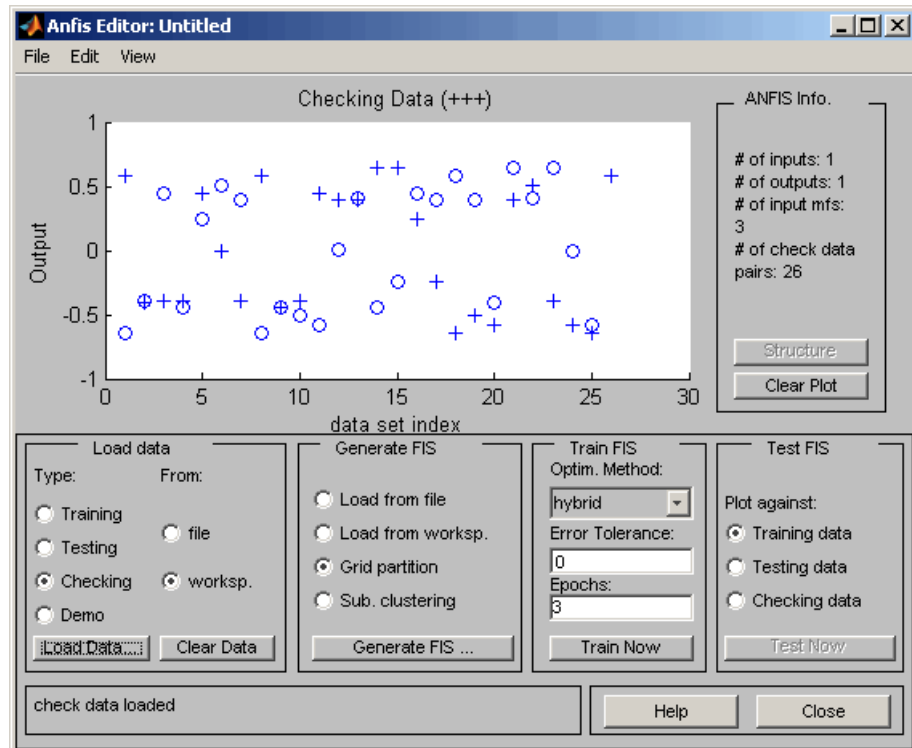 Anfis Editor: Untitled
File Edit View
Checking Data (+++)
1
0.5
0
-0.5
-1
Output
0 5 10 15 20 25 30
data set index
ANFIS Info.
# of inputs: 1
# of outputs: 1
# of input mfs:
3
# of check data
pairs: 26
Structure
Clear Plot
Load data
Type: From:
Training
Testing
Checking
Demo
file
worksp.
Load Data...
Clear Data
Generate FIS
Load from file
Load from worksp.
Grid partition
Sub. clustering
Generate FIS ...
Train FIS
Optim. Method:
hybrid
Error Tolerance:
0
Epochs:
3
Train Now
Test FIS
Plot against:
Training data
Testing data
Checking data
Test Now
check data loaded
Help
Close